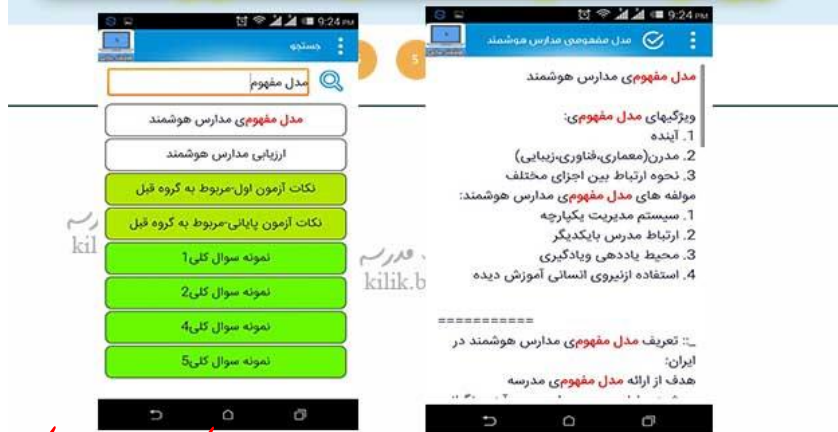 9:24 PM
جستجو
مدل مفهوم
مدل مفهومی مدارس هوشمند
ارزیابی مدارس هوشمند
نکات آزمون اول-مربوط به گروه قبل
نکات آزمون پایانی-مربوط به گروه قبل
نمونه سوال کلی1
نمونه سوال کلی2
نمونه سوال کلی4
نمونه سوال کلی5
kil
5
9:24 PM
مدل مفهومی مدارس هوشمند
مدل مفهومی مدارس هوشمند
ویژگیهای مدل مفهومی:
1. آینده
2. مدرن(معماری،فناوری،زیبایی)
3. نحوه ارتباط بین اجزای مختلف
مولفه های مدل مفهومی مدارس هوشمند:
1. سیستم مدیریت یکپارچه
2. ارتباط مدرس بایکدیگر
3. محیط یاددهی ویادگیری
4. استفاده ازنیروی انسانی آموزش دیده
===========
_:: تعریف مدل مفهومی مدارس هوشمند در
ایران:
هدف از ارائه مدل مفهومی مدرسه
kilik.b